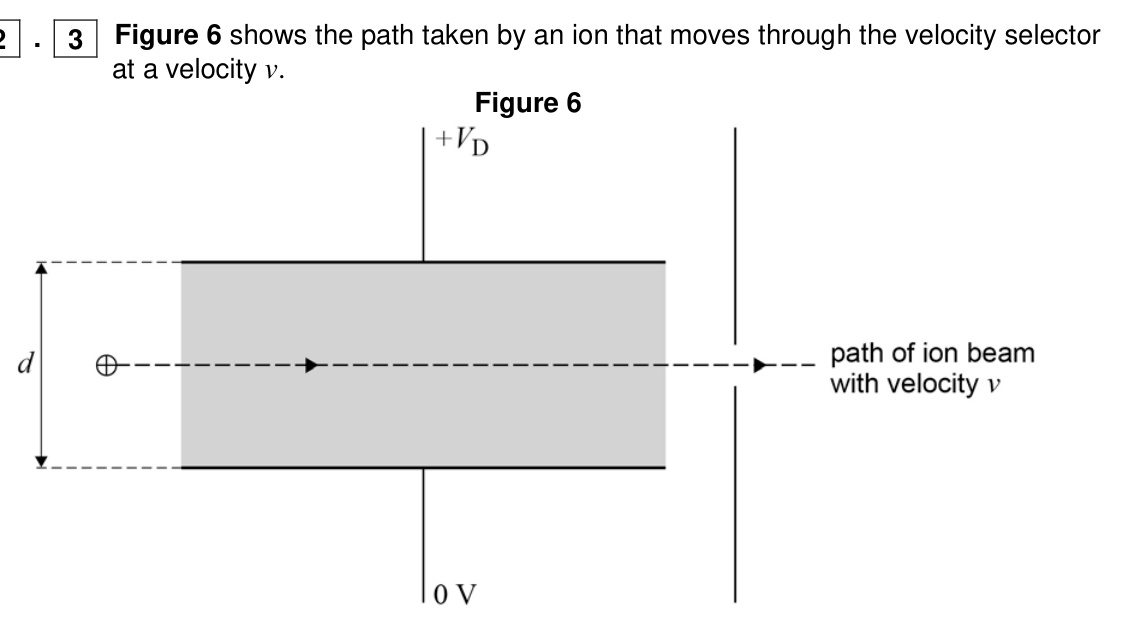 2 . 3 Figure 6 shows the path taken by an ion that moves through the velocity selector
at a velocity v.
Figure 6
+VD
d
path of ion beam
with velocity v
0 V